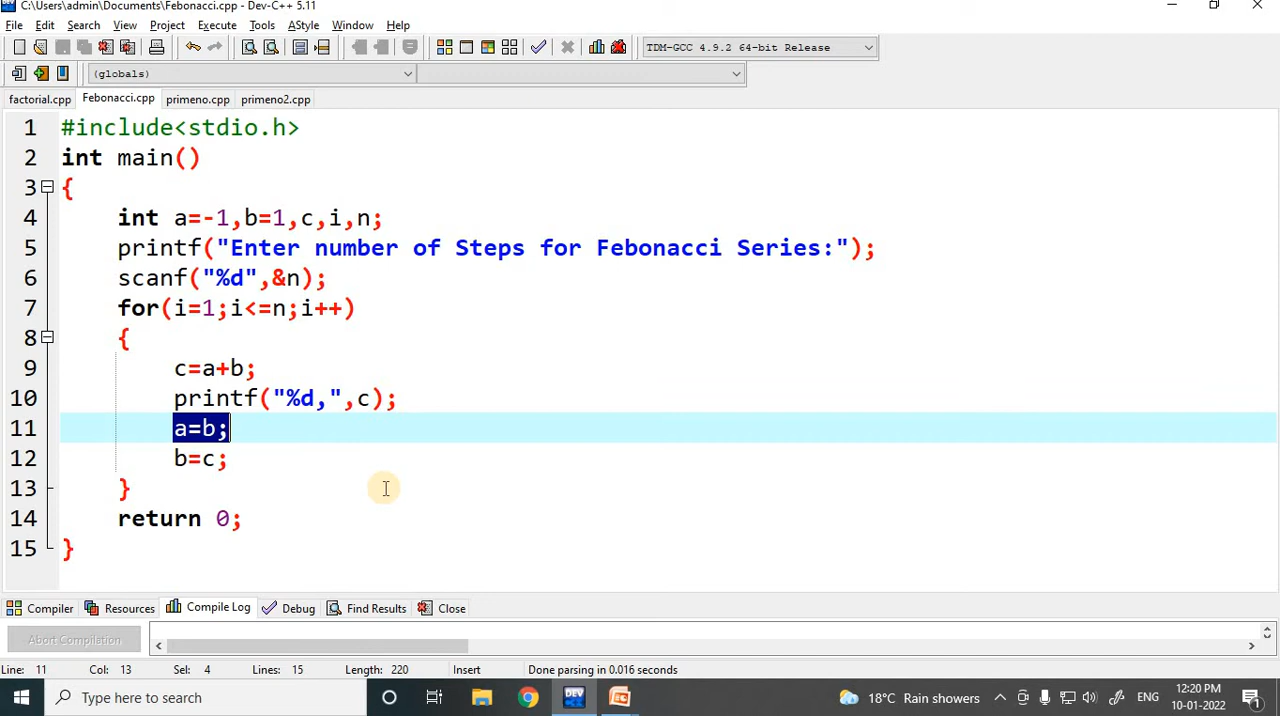 C:\Users\admin\Documents\Febonacci.cpp - Dev-C++ 5.11
File Edit Search View Project Execute Tools AStyle Window Help
TDM-GCC 4.9.2 64-bit Release
(globals)
factorial.cpp Febonacci.cpp primeno.cpp primeno2.cpp
1 #include<stdio.h>
2 int main()
3 {
4 int a=-1,b=1,c,i,n;
5 printf("Enter number of Steps for Febonacci Series:");
6 scanf("%d",&n);
7 for(i=1;i<=n;i++)
8 {
9 c=a+b;
10 printf("%d,",c);
11 a=b;
12 b=c;
13 }
14 return 0;
15 }
Compiler Resources Compile Log Debug Find Results Close
Abort Compilation
Line: 11 Col: 13 Sel: 4 Lines: 15 Length: 220 Insert Done parsing in 0.016 seconds
Type here to search DEV 18°C Rain showers ENG 12:20 PM
10-01-2022 1